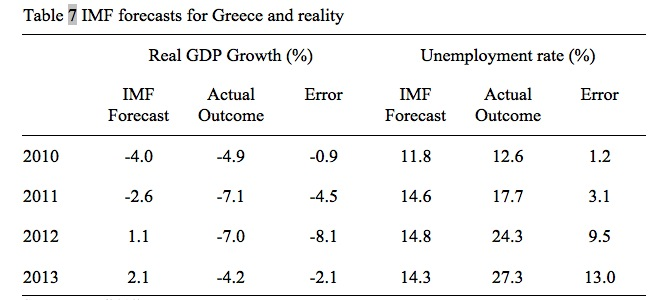 Table 7 IMF forecasts for Greece and reality
Real GDP Growth (%) Unemployment rate (%)
IMF Forecast Actual Outcome Error IMF Forecast Actual Outcome Error
2010 -4.0 -4.9 -0.9 11.8 12.6 1.2
2011 -2.6 -7.1 -4.5 14.6 17.7 3.1
2012 1.1 -7.0 -8.1 14.8 24.3 9.5
2013 2.1 -4.2 -2.1 14.3 27.3 13.0